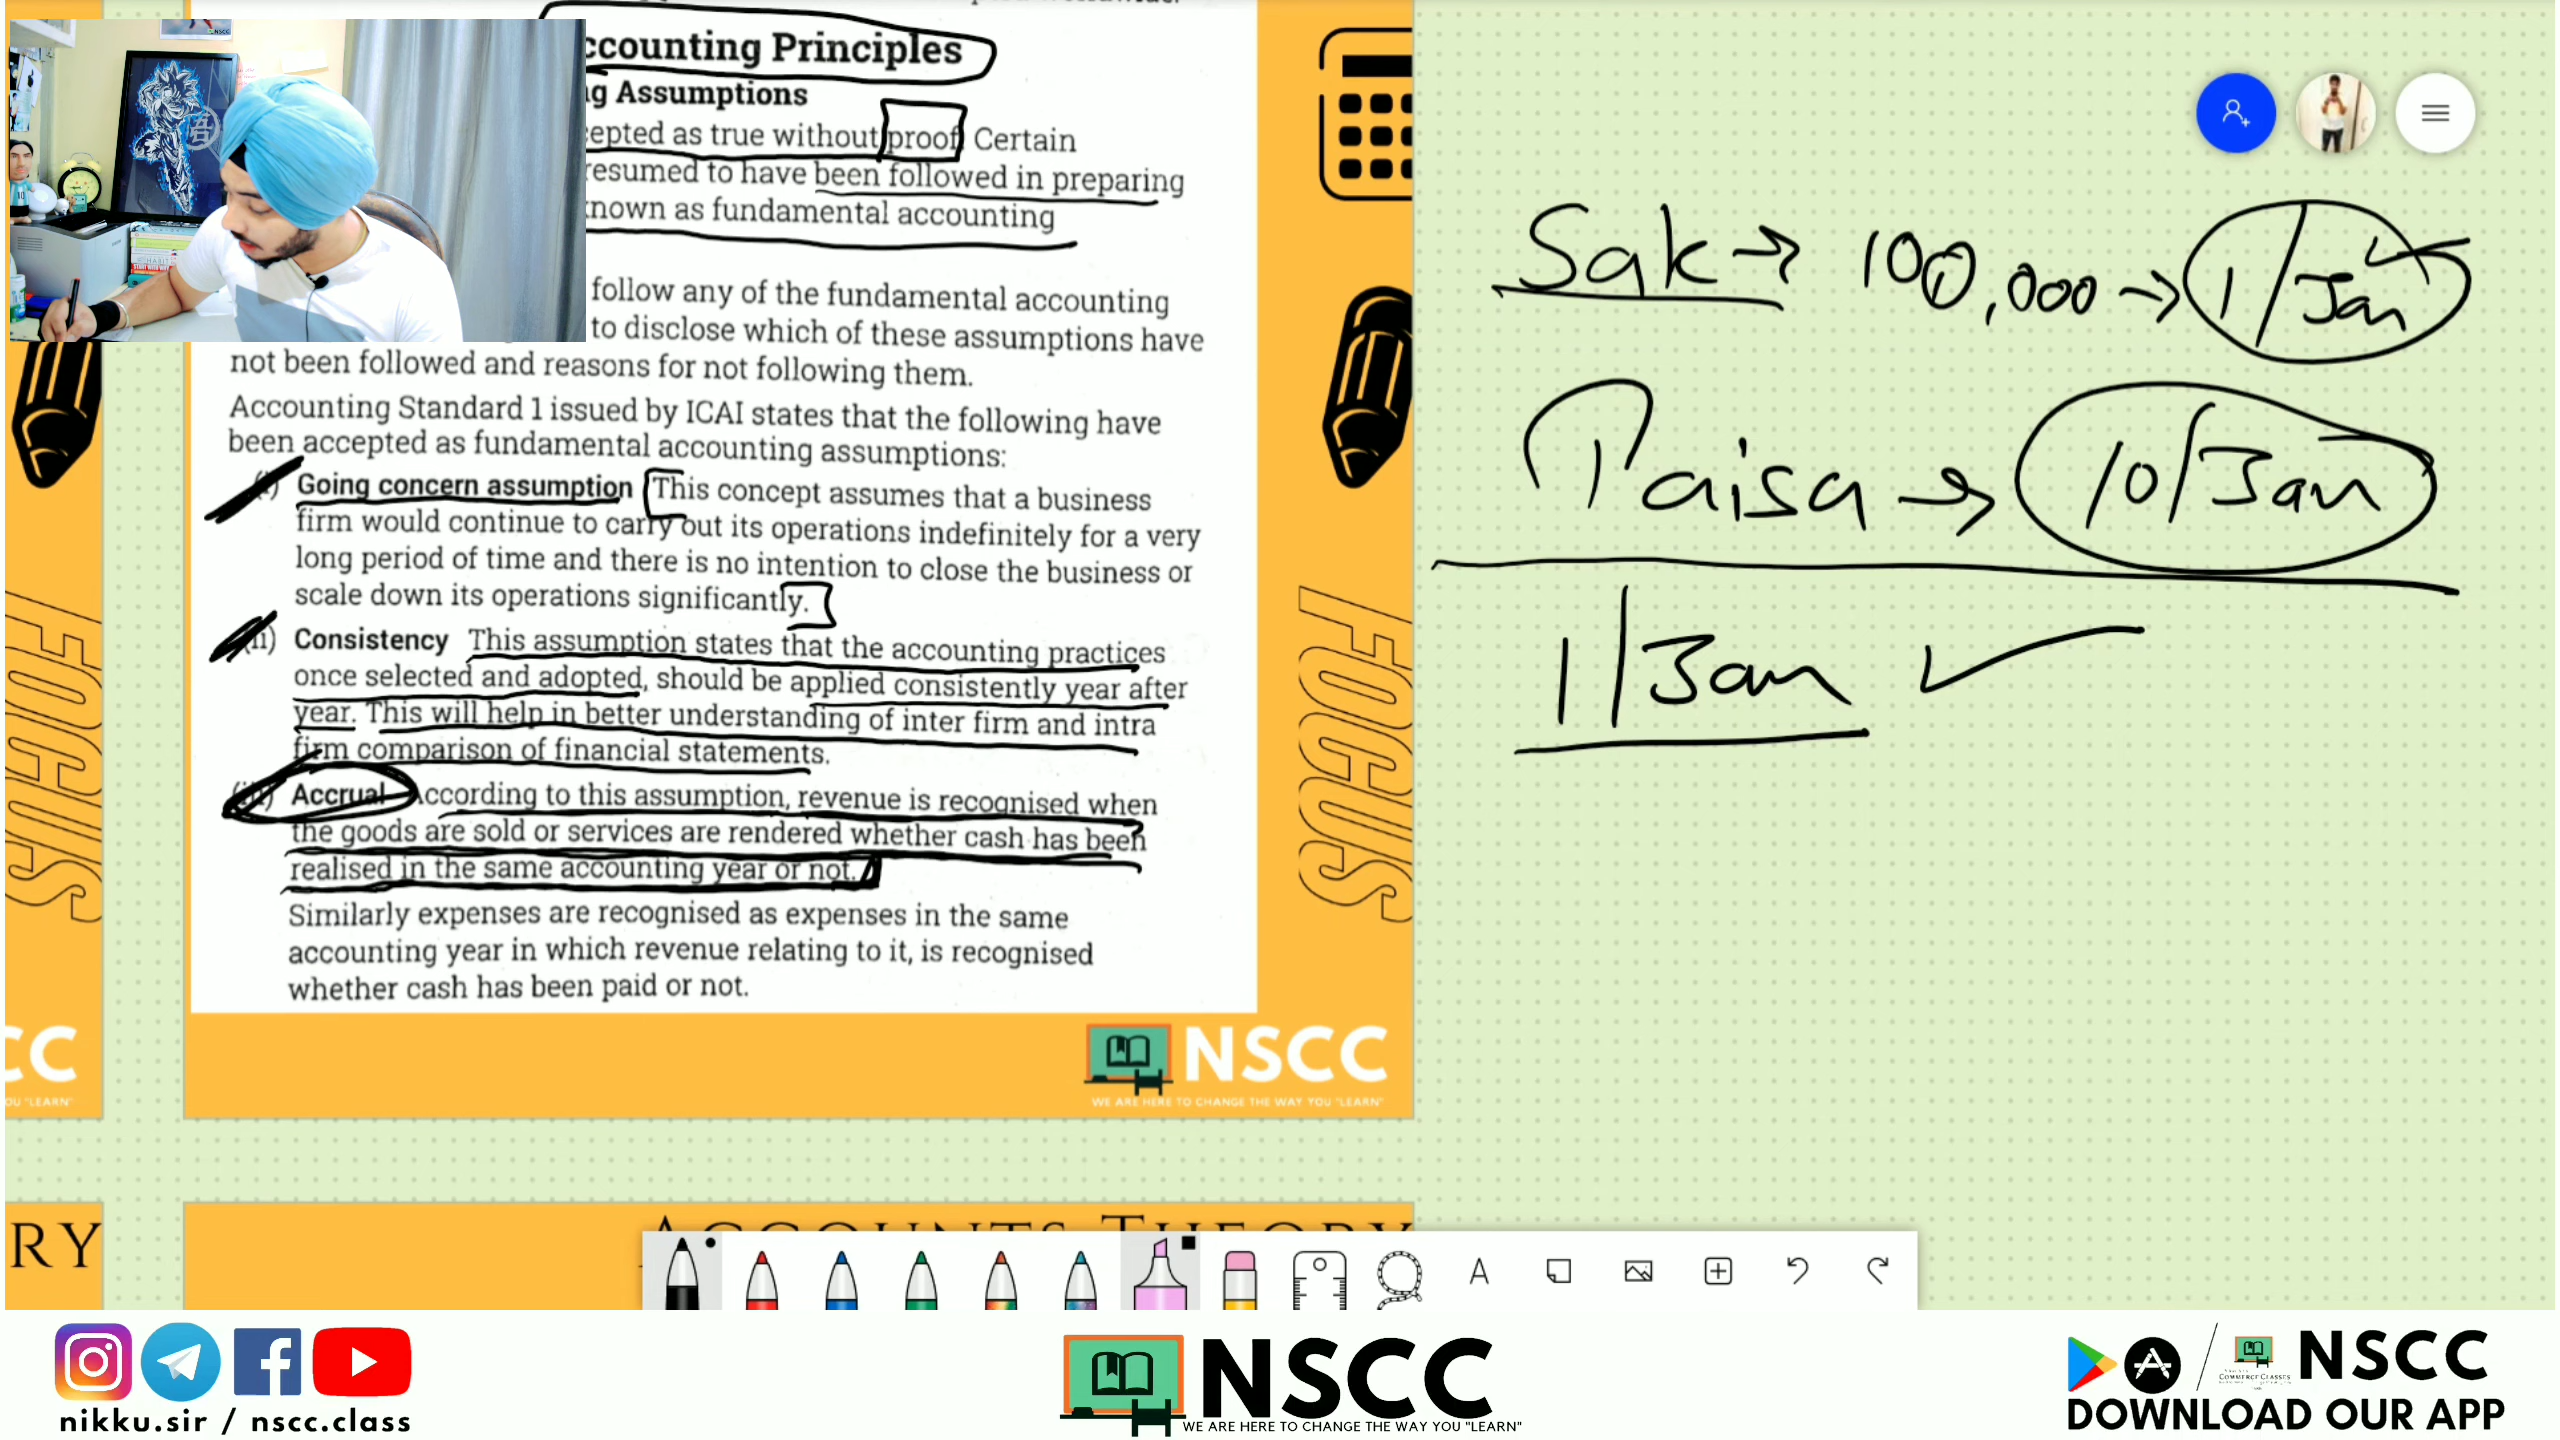 ccounting Principles
g Assumptions
cepted as true without proof. Certain
resumed to have been followed in preparing
known as fundamental accounting
follow any of the fundamental accounting
to disclose which of these assumptions have
not been followed and reasons for not following them.
Accounting Standard 1 issued by ICAI states that the following have
been accepted as fundamental accounting assumptions:
(i) Going concern assumption This concept assumes that a business
firm would continue to carry out its operations indefinitely for a very
long period of time and there is no intention to close the business or
scale down its operations significantly.
(ii) Consistency This assumption states that the accounting practices
once selected and adopted, should be applied consistently year after
year. This will help in better understanding of inter firm and intra
firm comparison of financial statements.
(iii) Accrual According to this assumption, revenue is recognised when
the goods are sold or services are rendered whether cash has been
realised in the same accounting year or not.
Similarly expenses are recognised as expenses in the same
accounting year in which revenue relating to it, is recognised
whether cash has been paid or not.
NSCC
WE ARE HERE TO CHANGE THE WAY YOU "LEARN"
FOCUS
FOCUS
CC
OU "LEARN"
RY
ACCOUNTS THEORY
Sale → 100,000 → 1/Jan
Paisa → 10/Jan
1/Jan ✓
A
nikku.sir / nscc.class
NSCC
WE ARE HERE TO CHANGE THE WAY YOU "LEARN"
NSCC
DOWNLOAD OUR APP